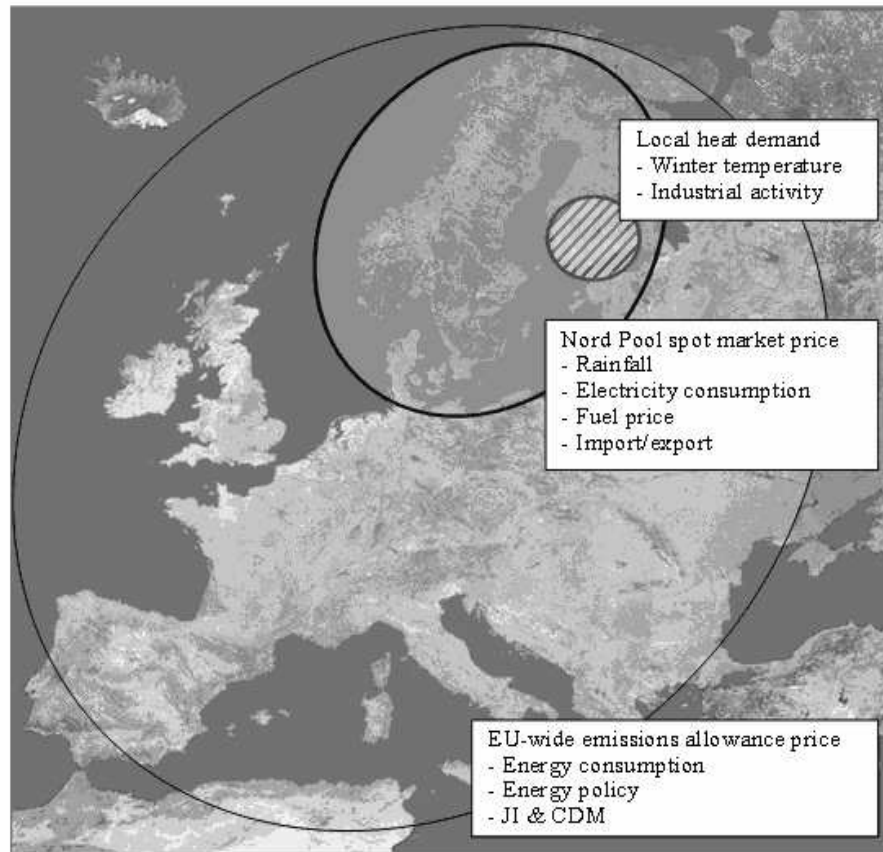 Local heat demand
- Winter temperature
- Industrial activity
Nord Pool spot market price
- Rainfall
- Electricity consumption
- Fuel price
- Import/export
EU-wide emissions allowance price
- Energy consumption
- Energy policy
- JI & CDM